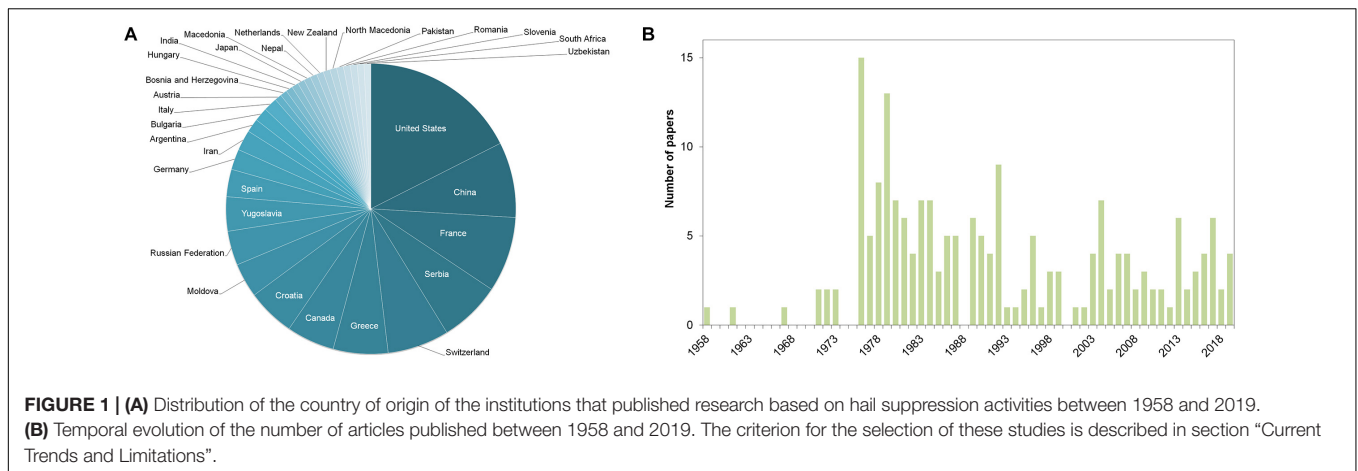 A
Macedonia
Netherlands
New Zealand
North Macedonia
Pakistan
Romania
Slovenia
South Africa
Uzbekistan
India
Japan
Nepal
Hungary
Bosnia and Herzegovina
Austria
Italy
Bulgaria
Argentina
Iran
Germany
Spain
Yugoslavia
Russian Federation
Moldova
Croatia
Canada
Greece
Switzerland
Serbia
France
China
United States
B
Number of papers
15
10
5
0
1958
1963
1968
1973
1978
1983
1988
1993
1998
2003
2008
2013
2018
FIGURE 1 | (A) Distribution of the country of origin of the institutions that published research based on hail suppression activities between 1958 and 2019.
(B) Temporal evolution of the number of articles published between 1958 and 2019. The criterion for the selection of these studies is described in section “Current
Trends and Limitations”.